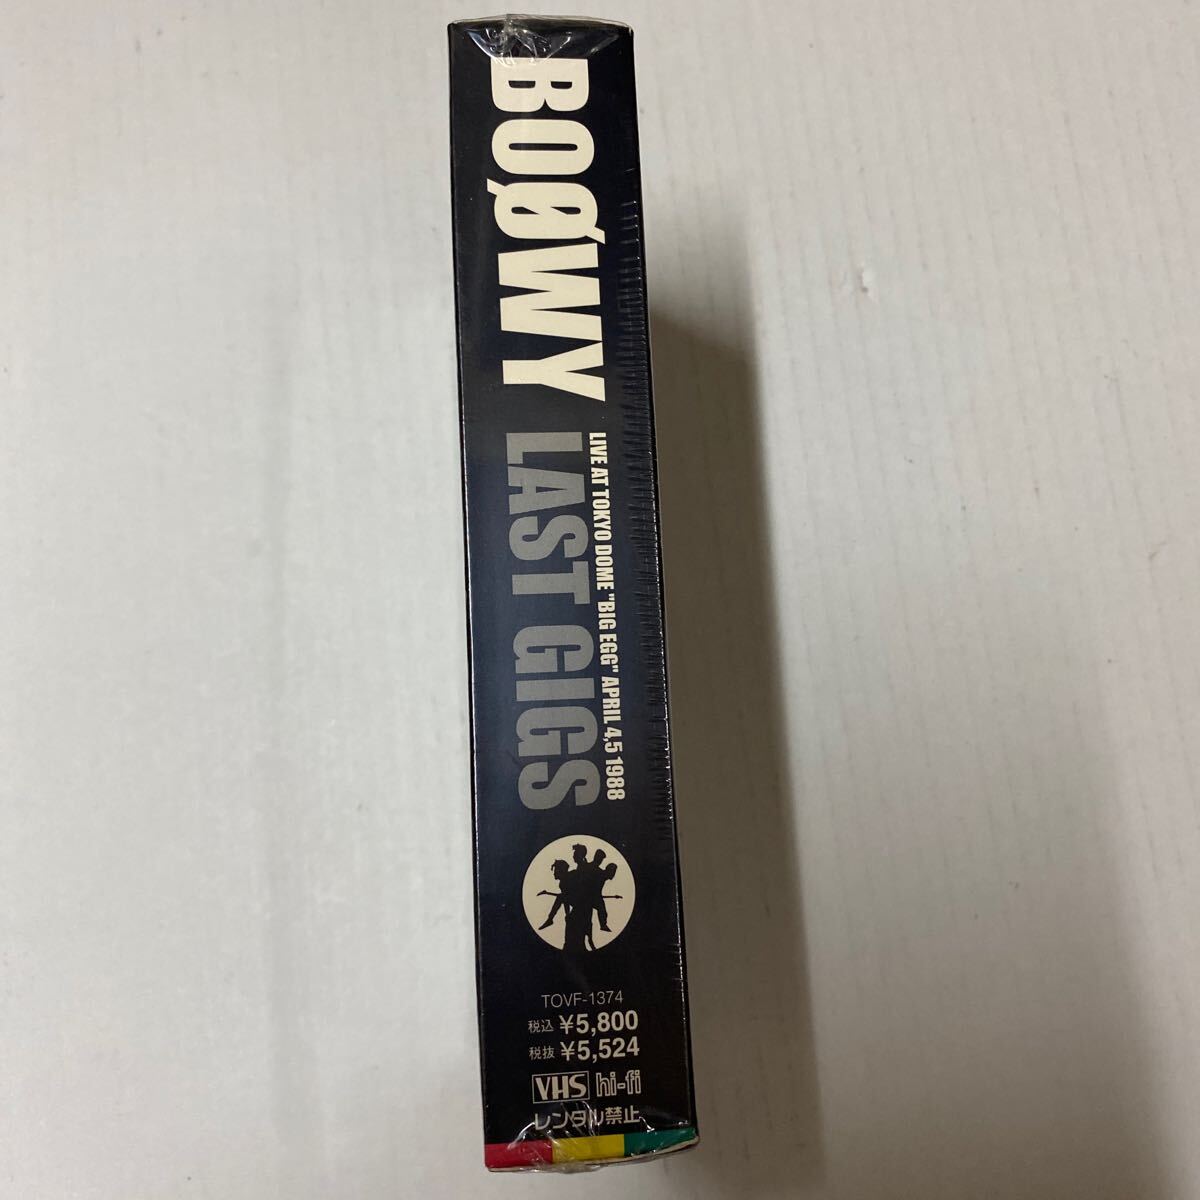 BOØWY
LIVE AT TOKYO DOME "BIG EGG" APRIL 4,5 1988
LAST GIGS
TOVF-1374
税込 ¥5,800
税抜 ¥5,524
VHS hi-fi
レンタル禁止